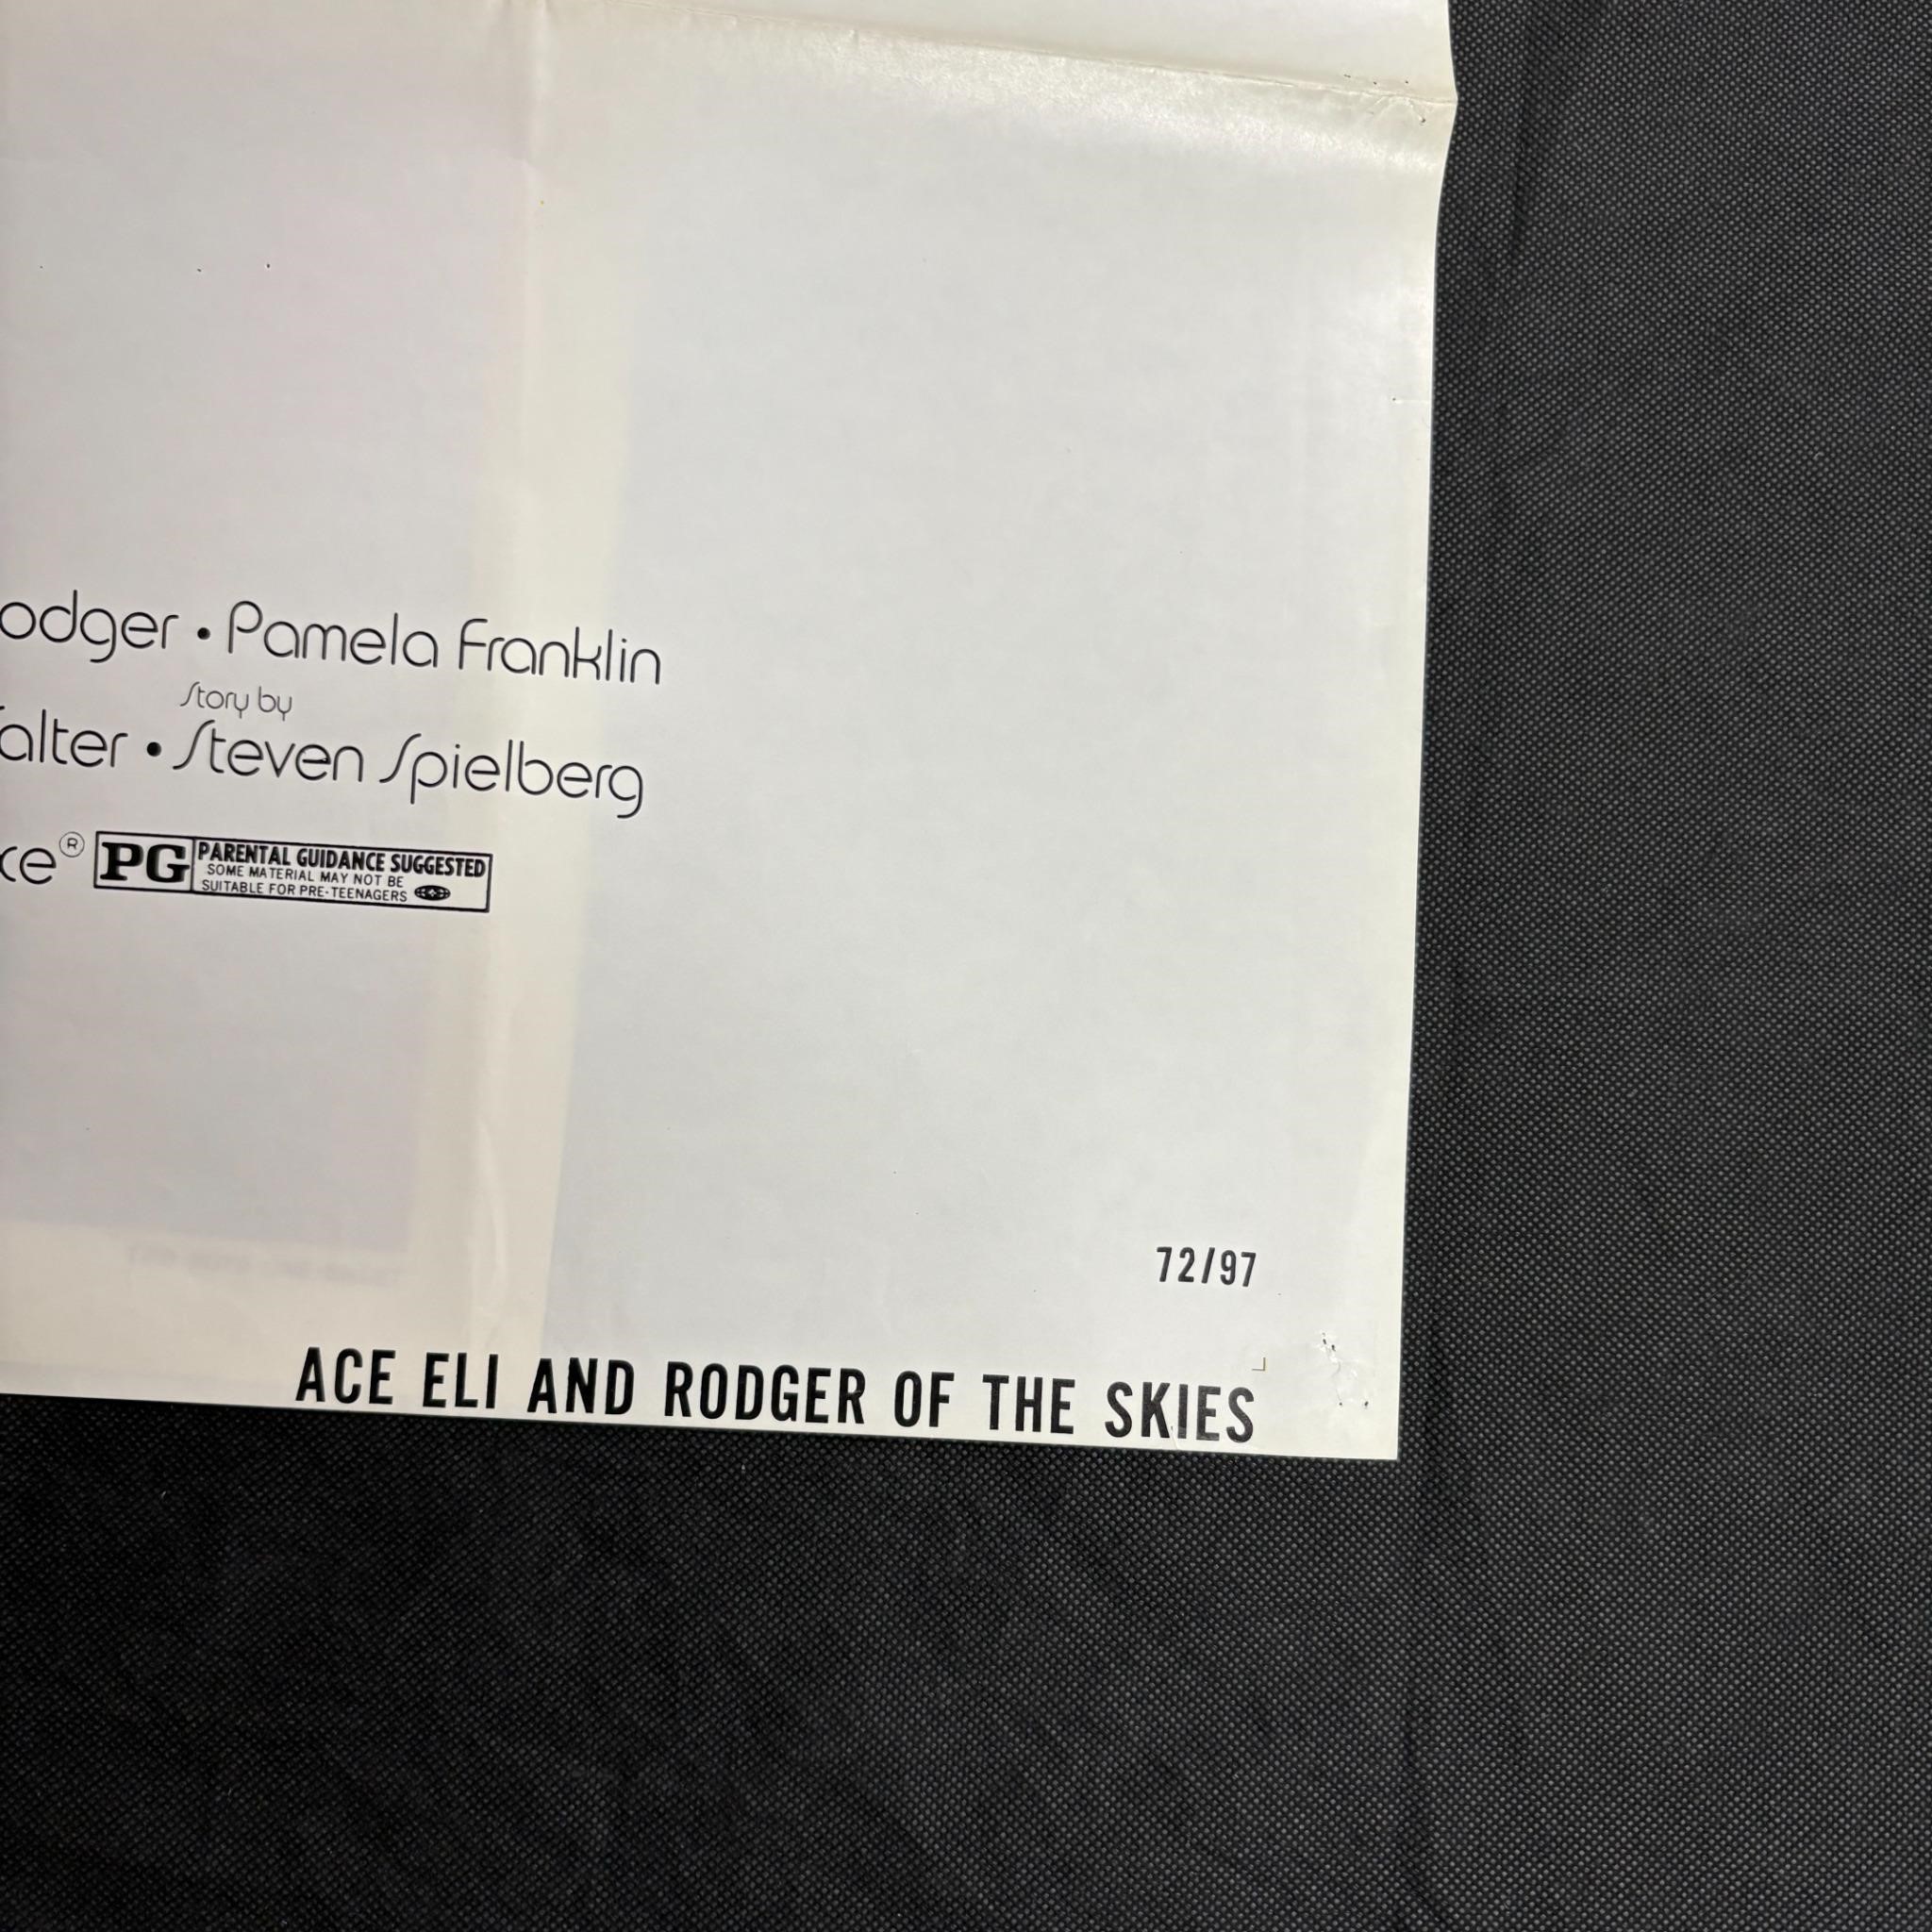 odger • Pamela Franklin
Story by
alter • Steven Spielberg
ce® PG PARENTAL GUIDANCE SUGGESTED
SOME MATERIAL MAY NOT BE
SUITABLE FOR PRE-TEENAGERS
72/97
ACE ELI AND RODGER OF THE SKIES